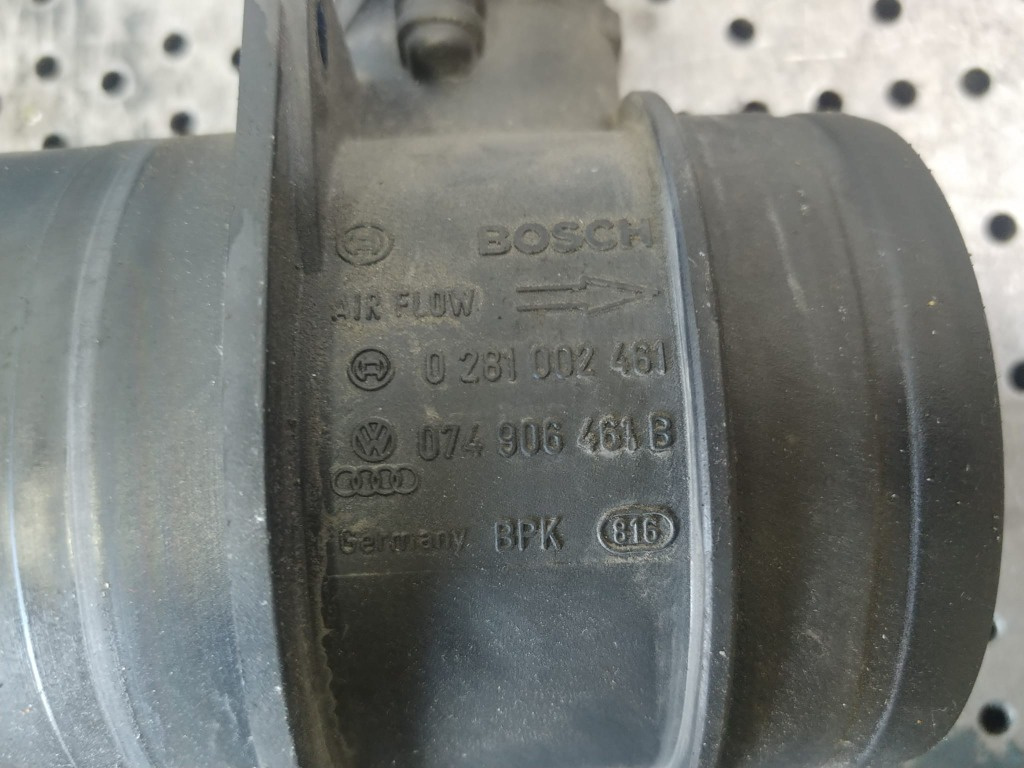 BOSCH
AIR FLOW
0 281 002 461
074 906 461 B
Germany BPK 816